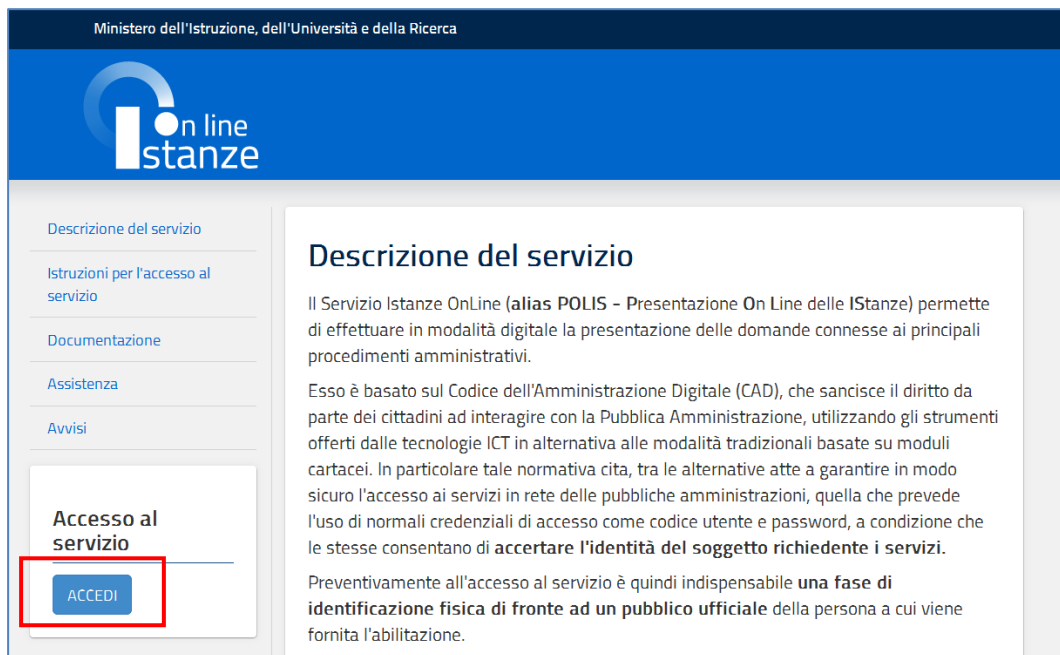 Ministero dell'Istruzione, dell'Università e della Ricerca
On line
Istanze
Descrizione del servizio
Istruzioni per l'accesso al
servizio
Documentazione
Assistenza
Avvisi
Accesso al
servizio
ACCEDI
Descrizione del servizio
Il Servizio Istanze OnLine (alias POLIS - Presentazione On Line delle IStanze) permette
di effettuare in modalità digitale la presentazione delle domande connesse ai principali
procedimenti amministrativi.
Esso è basato sul Codice dell'Amministrazione Digitale (CAD), che sancisce il diritto da
parte dei cittadini ad interagire con la Pubblica Amministrazione, utilizzando gli strumenti
offerti dalle tecnologie ICT in alternativa alle modalità tradizionali basate su moduli
cartacei. In particolare tale normativa cita, tra le alternative atte a garantire in modo
sicuro l'accesso ai servizi in rete delle pubbliche amministrazioni, quella che prevede
l'uso di normali credenziali di accesso come codice utente e password, a condizione che
le stesse consentano di accertare l'identità del soggetto richiedente i servizi.
Preventivamente all'accesso al servizio è quindi indispensabile una fase di
identificazione fisica di fronte ad un pubblico ufficiale della persona a cui viene
fornita l'abilitazione.